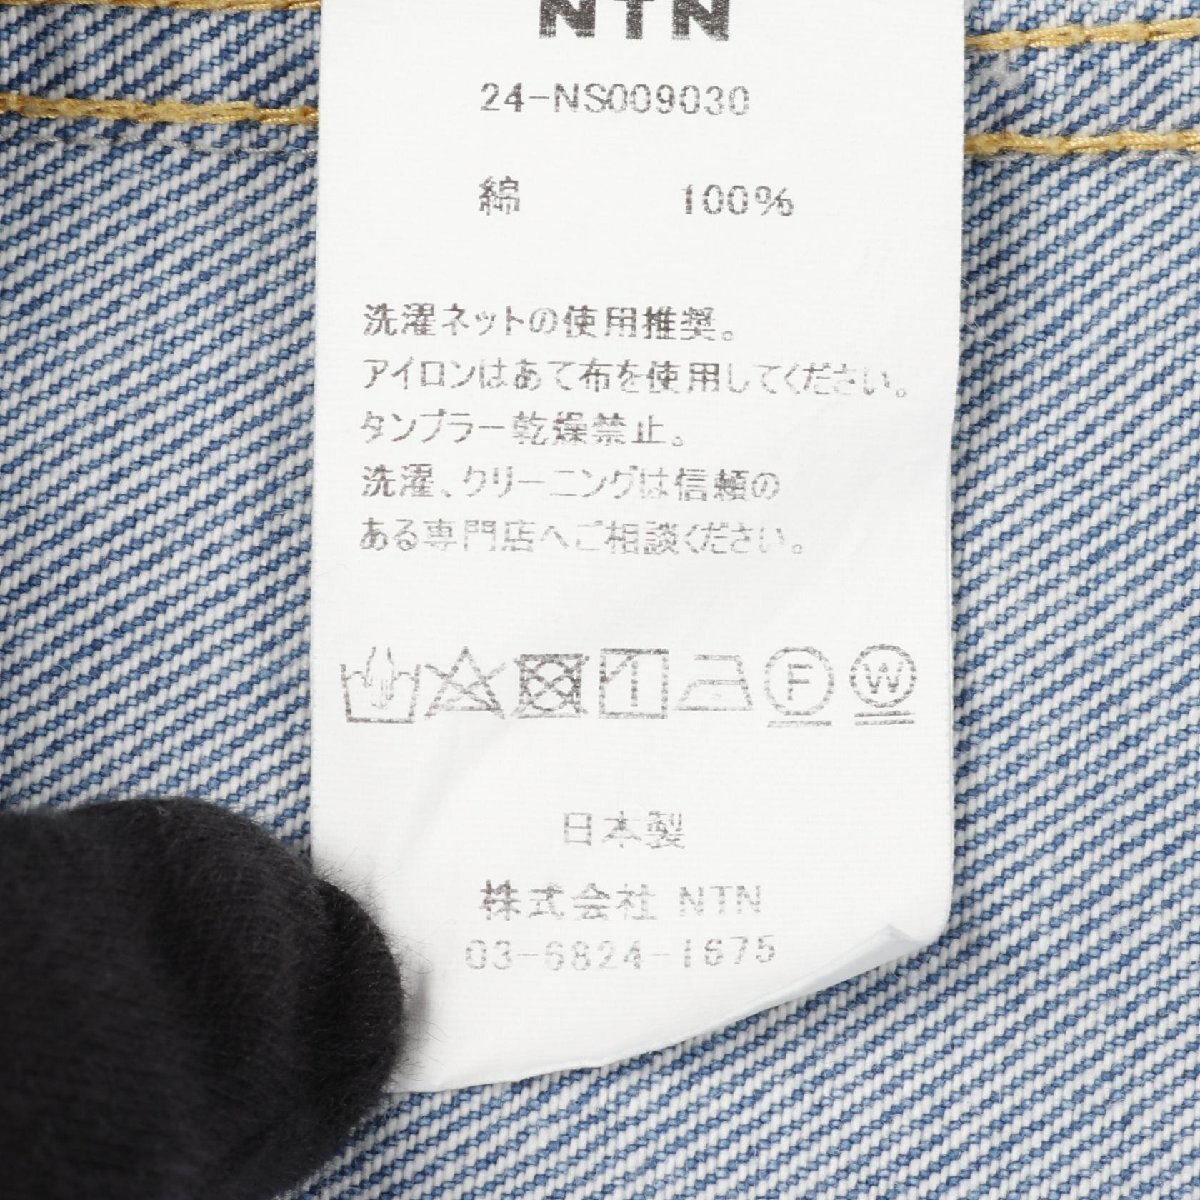 NTN
24-NS009030
綿 100%
洗濯ネットの使用推奨。
アイロンはあて布を使用してください。
タンブラー乾燥禁止。
洗濯、クリーニングは信頼の
ある専門店へご相談ください。
F W
日本製
株式会社 NTN
03-6824-1675